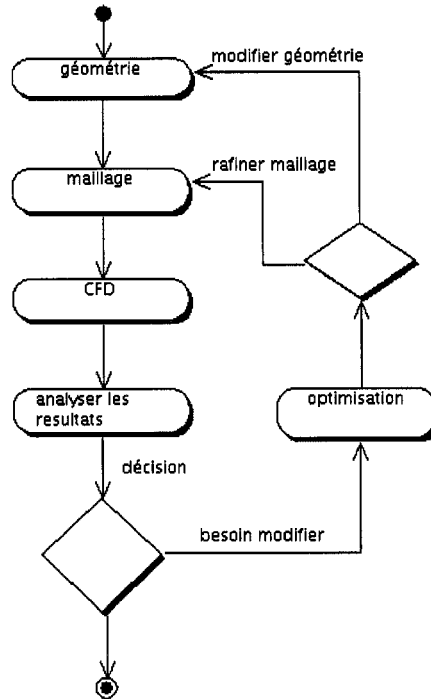 modifier géométrie
géométrie
rafiner maillage
maillage
CFD
analyser les
resultats
optimisation
décision
besoin modifier